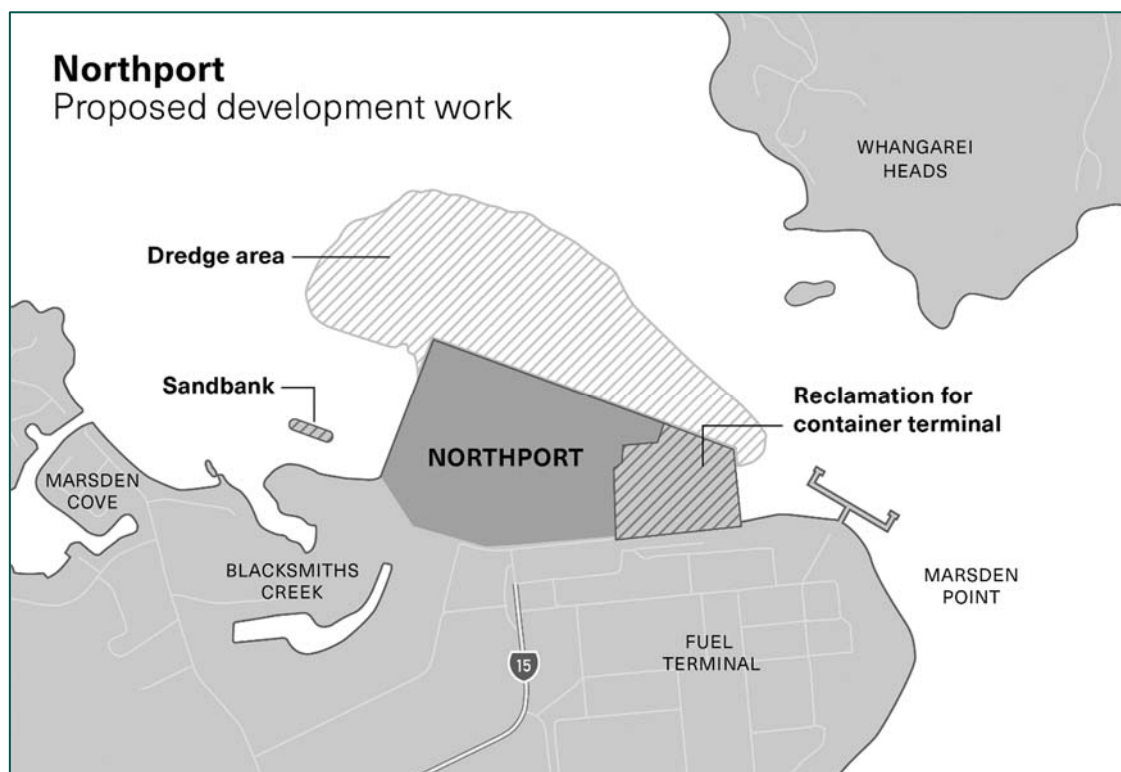 Northport
Proposed development work
WHANGAREI
HEADS
Dredge area
Sandbank
Reclamation for
container terminal
NORTHPORT
MARSDEN
COVE
BLACKSMITHS
CREEK
MARSDEN
POINT
FUEL
TERMINAL
15